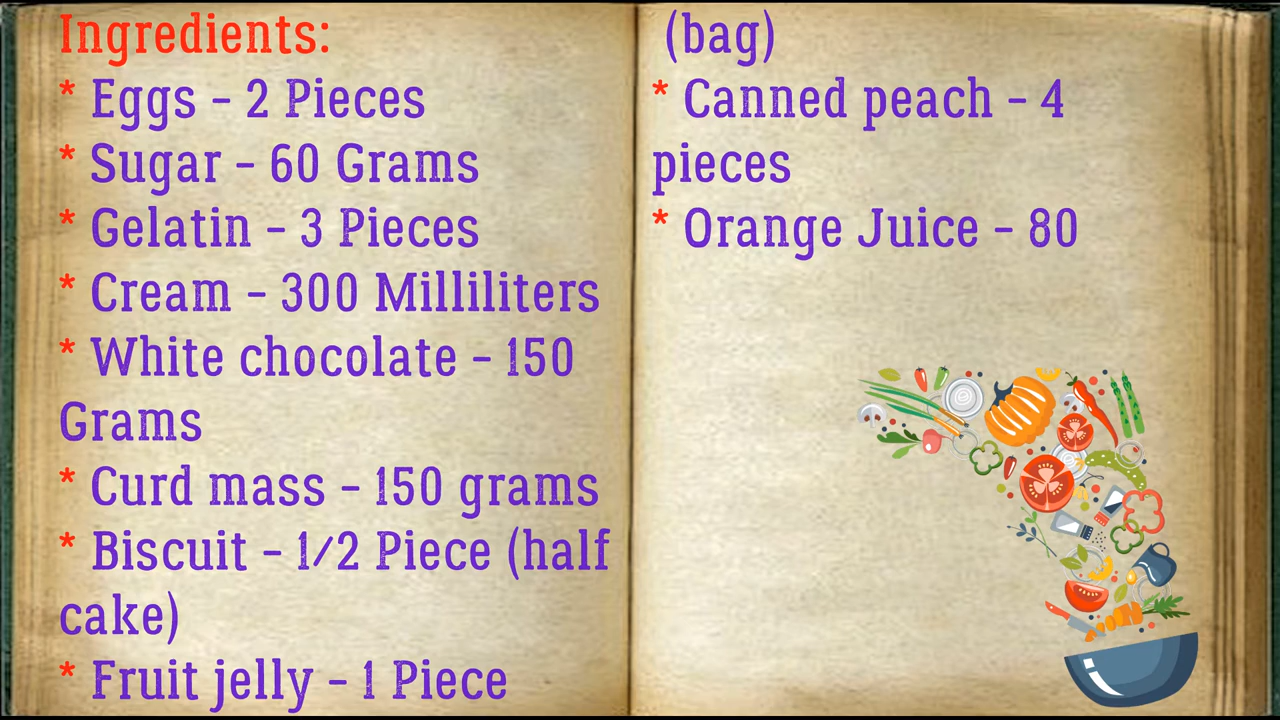 Ingredients:
* Eggs - 2 Pieces
* Sugar - 60 Grams
* Gelatin - 3 Pieces
* Cream - 300 Milliliters
* White chocolate - 150
Grams
* Curd mass - 150 grams
* Biscuit - 1/2 Piece (half
cake)
* Fruit jelly - 1 Piece
(bag)
* Canned peach - 4
pieces
* Orange Juice - 80